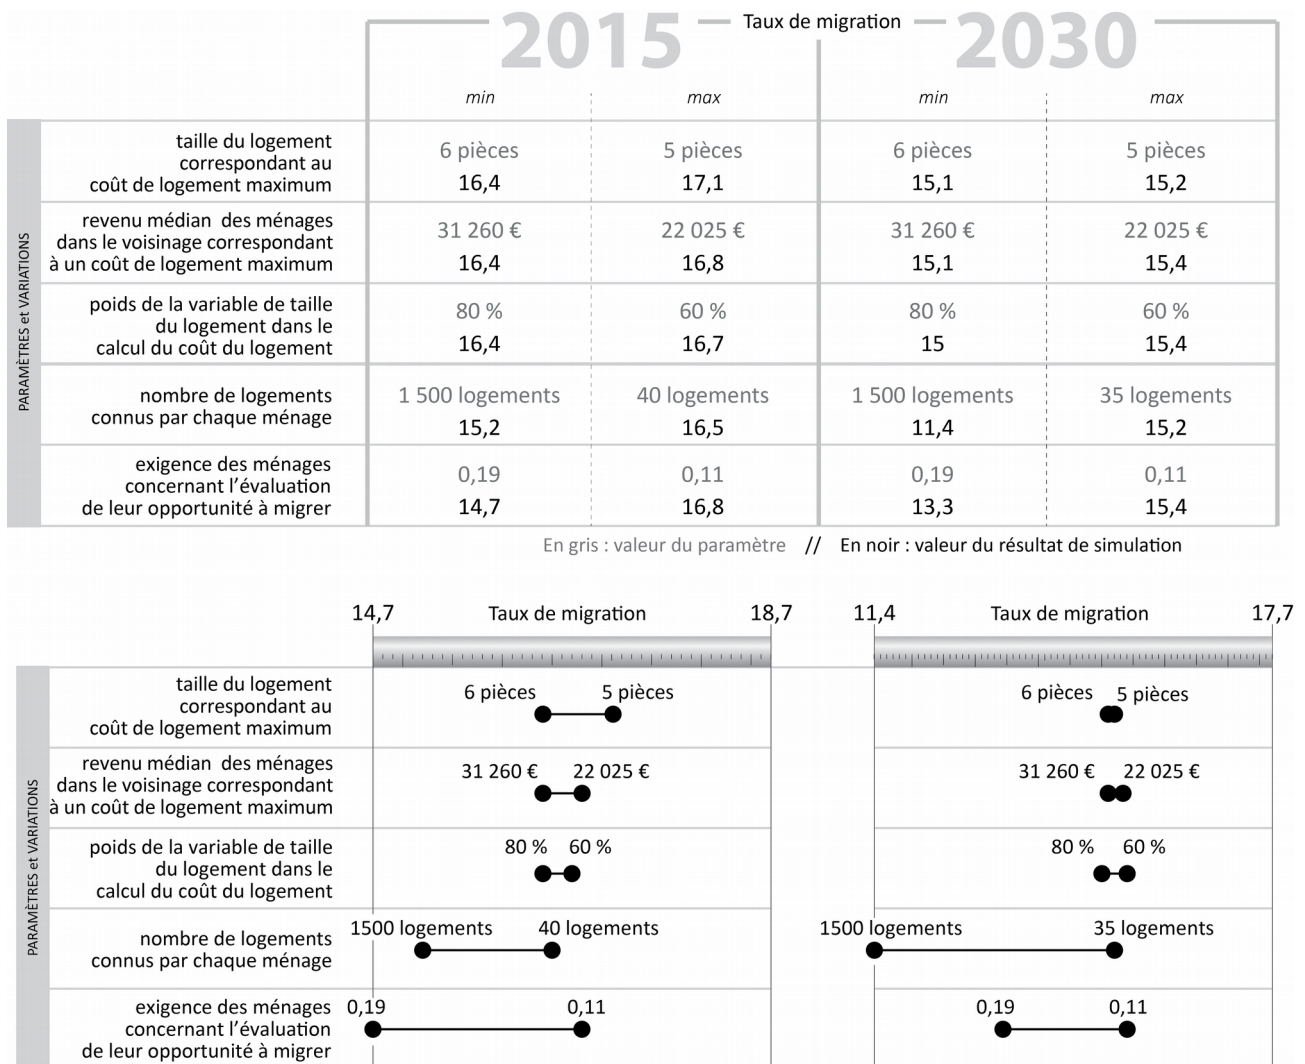 Taux de migration
2015 2030
min max min max
PARAMÈTRES et VARIATIONS
taille du logement
correspondant au
coût de logement maximum
6 pièces 5 pièces 6 pièces 5 pièces
16,4 17,1 15,1 15,2
revenu médian des ménages
dans le voisinage correspondant
à un coût de logement maximum
31 260 € 22 025 € 31 260 € 22 025 €
16,4 16,8 15,1 15,4
poids de la variable de taille
du logement dans le
calcul du coût du logement
80 % 60 % 80 % 60 %
16,4 16,7 15 15,4
nombre de logements
connus par chaque ménage
1 500 logements 40 logements 1 500 logements 35 logements
15,2 16,5 11,4 15,2
exigence des ménages
concernant l'évaluation
de leur opportunité à migrer
0,19 0,11 0,19 0,11
14,7 16,8 13,3 15,4
En gris : valeur du paramètre // En noir : valeur du résultat de simulation
14,7 Taux de migration 18,7 11,4 Taux de migration 17,7
PARAMÈTRES et VARIATIONS
taille du logement
correspondant au
coût de logement maximum
6 pièces 5 pièces 6 pièces 5 pièces
revenu médian des ménages
dans le voisinage correspondant
à un coût de logement maximum
31 260 € 22 025 € 31 260 € 22 025 €
poids de la variable de taille
du logement dans le
calcul du coût du logement
80 % 60 % 80 % 60 %
nombre de logements
connus par chaque ménage
1500 logements 40 logements 1500 logements 35 logements
exigence des ménages
concernant l'évaluation
de leur opportunité à migrer
0,19 0,11 0,19 0,11